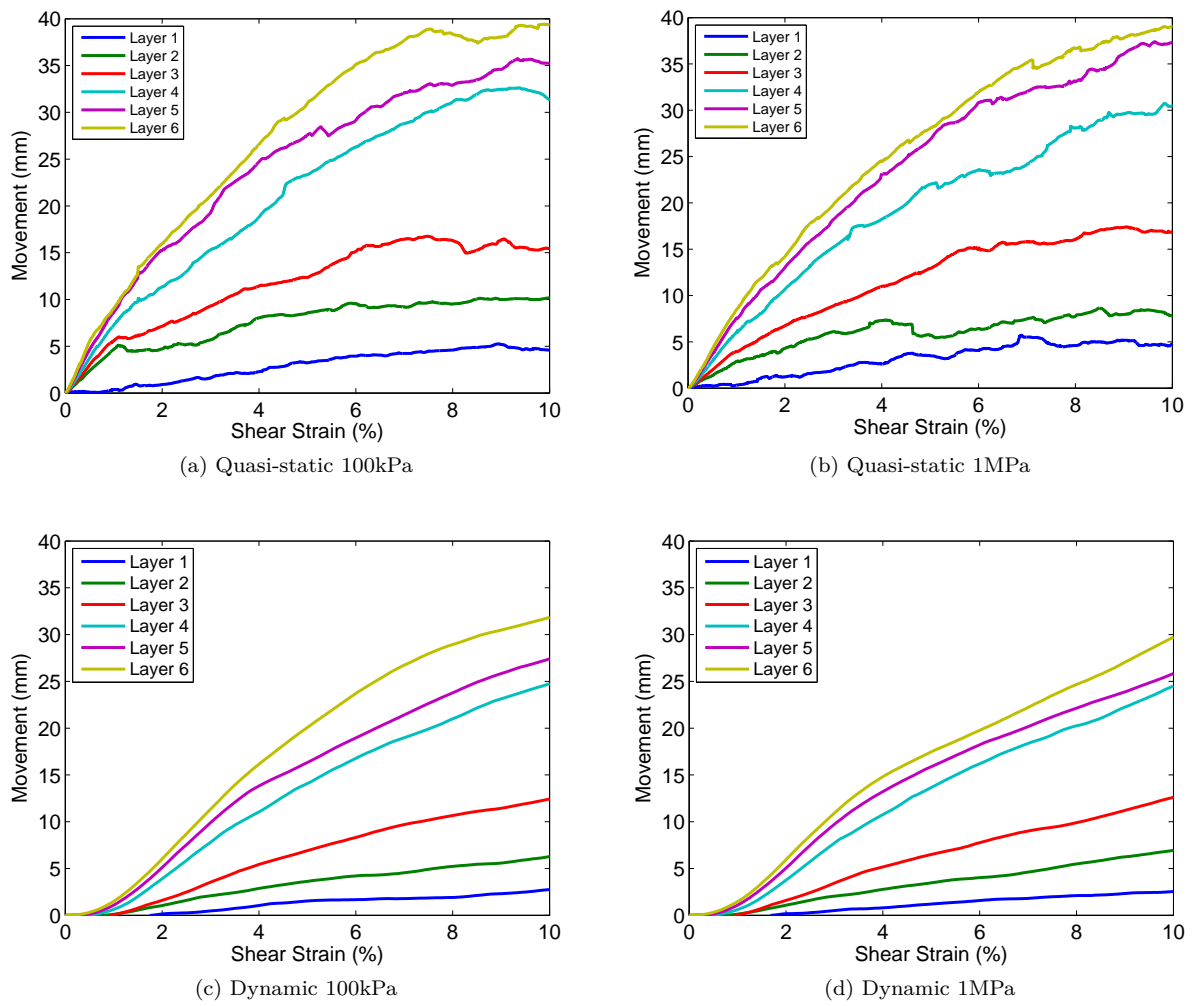 Layer 1
Layer 2
Layer 3
Layer 4
Layer 5
Layer 6
40
35
30
25
20
15
10
5
0
Movement (mm)
0 2 4 6 8 10
Shear Strain (%)
(a) Quasi-static 100kPa
Layer 1
Layer 2
Layer 3
Layer 4
Layer 5
Layer 6
40
35
30
25
20
15
10
5
0
Movement (mm)
0 2 4 6 8 10
Shear Strain (%)
(b) Quasi-static 1MPa
Layer 1
Layer 2
Layer 3
Layer 4
Layer 5
Layer 6
40
35
30
25
20
15
10
5
0
Movement (mm)
0 2 4 6 8 10
Shear Strain (%)
(c) Dynamic 100kPa
Layer 1
Layer 2
Layer 3
Layer 4
Layer 5
Layer 6
40
35
30
25
20
15
10
5
0
Movement (mm)
0 2 4 6 8 10
Shear Strain (%)
(d) Dynamic 1MPa